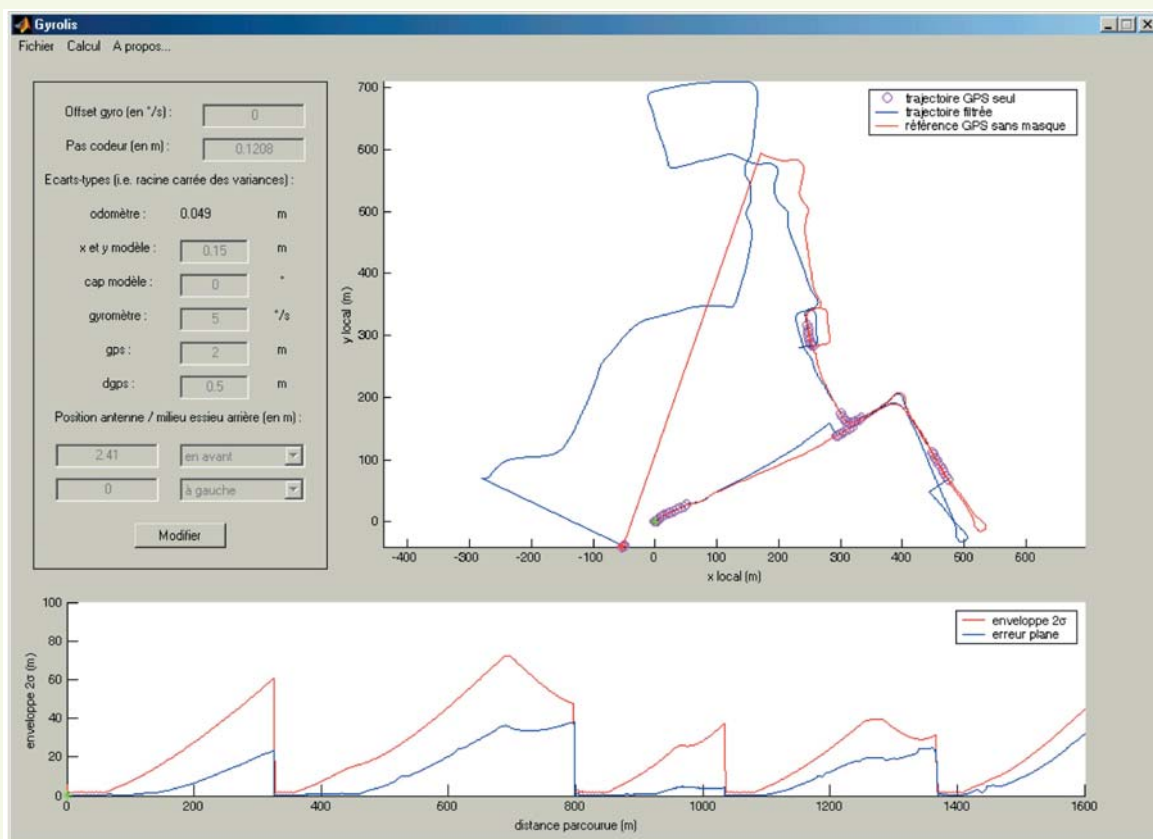 Gyrolis
Fichier Calcul A propos...
Offset gyro (en °/s) : 0
Pas codeur (en m) : 0.1208
Ecarts-types (i.e. racine carrée des variances) :
odomètre : 0.049 m
x et y modèle : 0.15 m
cap modèle : 0 °
gyromètre : 5 °/s
gps : 2 m
dgps : 0.5 m
Position antenne / milieu essieu arrière (en m) :
2.41 en avant
0 à gauche
Modifier
trajectoire GPS seul
trajectoire filtrée
référence GPS sans masque
700
600
500
400
300
200
100
0
y local (m)
-400 -300 -200 -100 0 100 200 300 400 500 600
x local (m)
enveloppe 2σ
erreur plane
100
80
60
40
20
0
enveloppe 2σ (m)
0 200 400 600 800 1000 1200 1400 1600
distance parcourue (m)